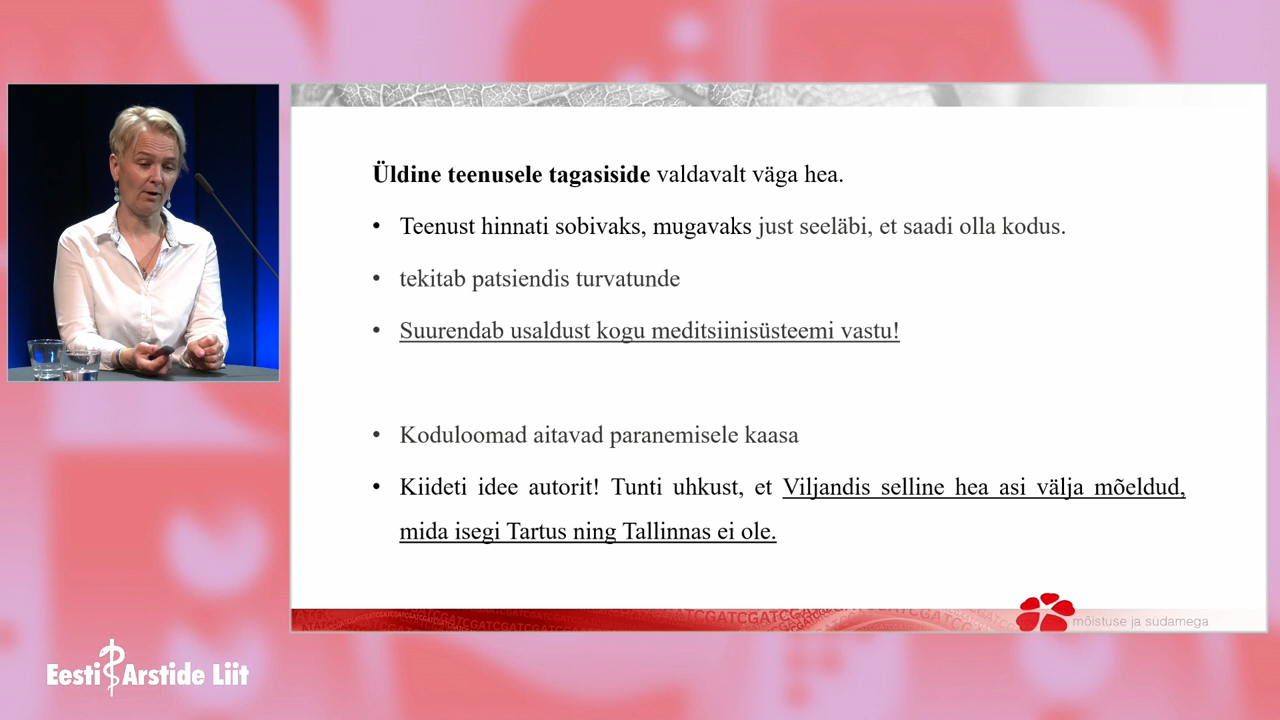 Üldine teenusele tagasiside valdavalt väga hea.
• Teenust hinnati sobivaks, mugavaks just seeläbi, et saadi olla kodus.
• tekitab patsiendis turvatunde
• Suurendab usaldust kogu meditsiinisüsteemi vastu!
• Koduloomad aitavad paranemisele kaasa
• Kiideti idee autorit! Tunti uhkust, et Viljandis selline hea asi välja mõeldud,
mida isegi Tartus ning Tallinnas ei ole.
mõistuse ja südamega
Eesti Arstide Liit